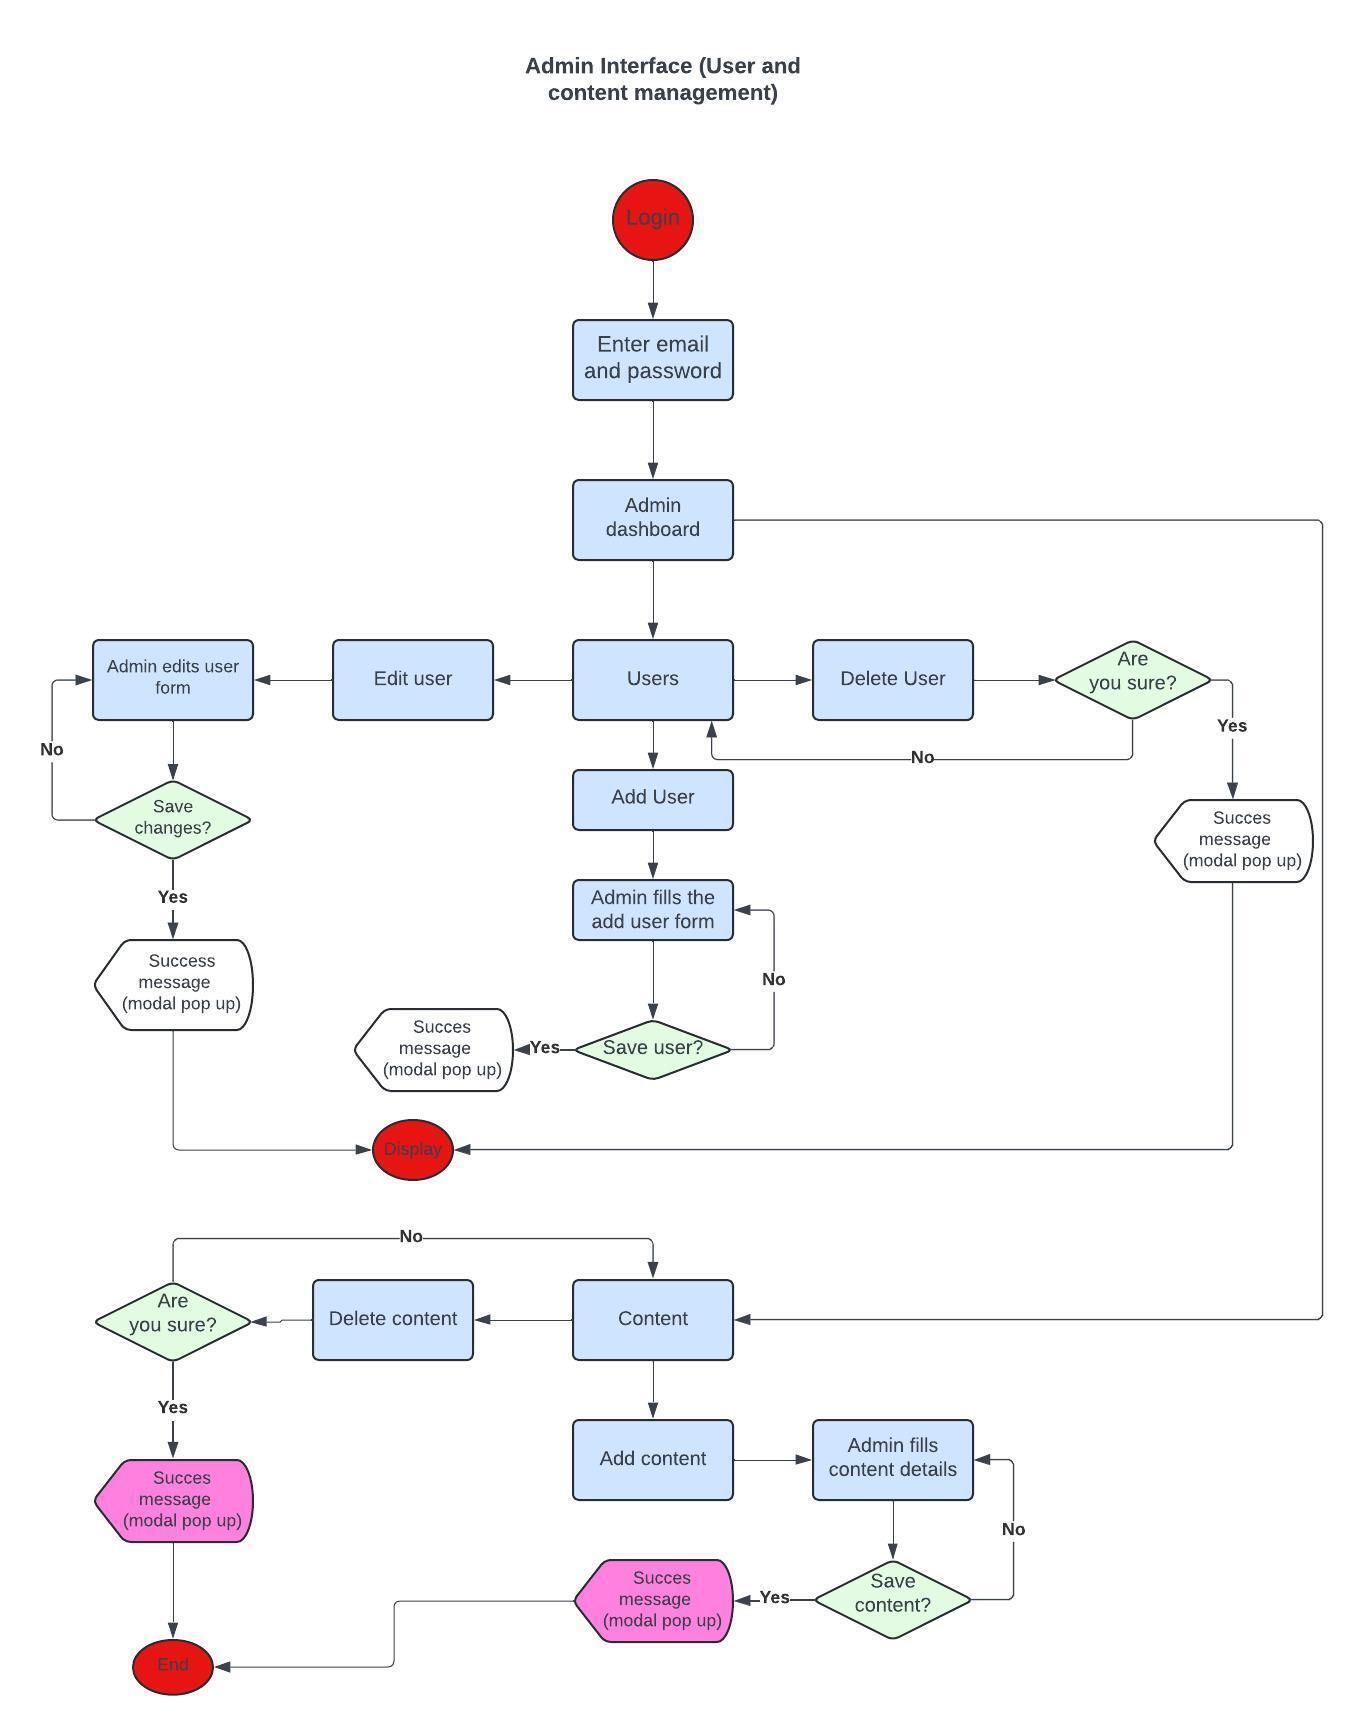 Admin Interface (User and
content management)
Login
Enter email
and password
Admin
dashboard
Admin edits user
form
Edit user
Users
Delete User
Are
you sure?
Yes
No
No
Add User
Save
changes?
Succes
message
(modal pop up)
Yes
Admin fills the
add user form
Success
message
(modal pop up)
No
Succes
message
(modal pop up)
Yes
Save user?
Display
No
Are
you sure?
Delete content
Content
Yes
Add content
Admin fills
content details
Succes
message
(modal pop up)
No
Succes
message
(modal pop up)
Yes
Save
content?
End